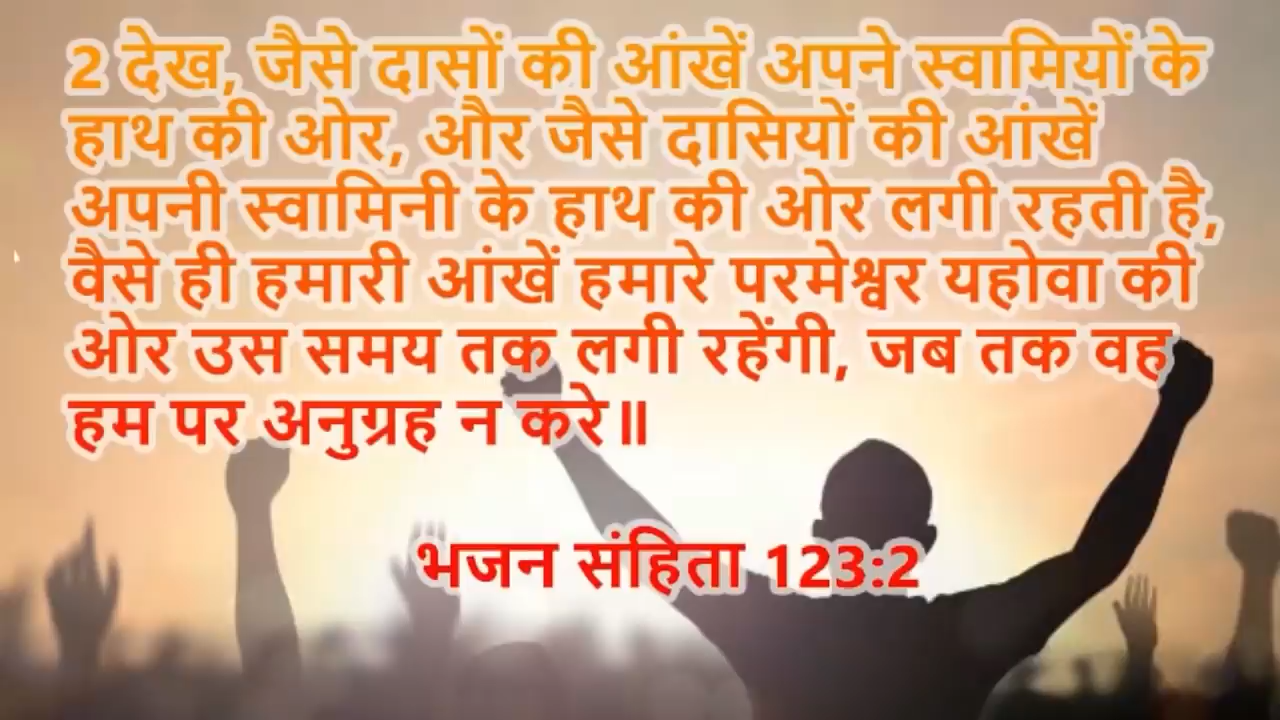 2 देख, जैसे दासों की आंखें अपने स्वामियों के
हाथ की ओर, और जैसे दासियों की आंखें
अपनी स्वामिनी के हाथ की ओर लगी रहती है,
वैसे ही हमारी आंखें हमारे परमेश्वर यहोवा की
ओर उस समय तक लगी रहेंगी, जब तक वह
हम पर अनुग्रह न करे॥
भजन संहिता 123:2